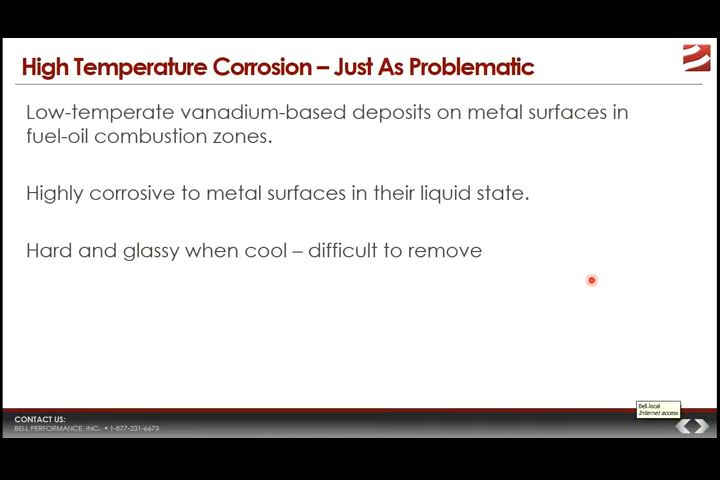 High Temperature Corrosion – Just As Problematic
Low-temperate vanadium-based deposits on metal surfaces in
fuel-oil combustion zones.
Highly corrosive to metal surfaces in their liquid state.
Hard and glassy when cool – difficult to remove
Bell.local
Internet access
CONTACT US:
BELL PERFORMANCE, INC. • 1-877-231-6673